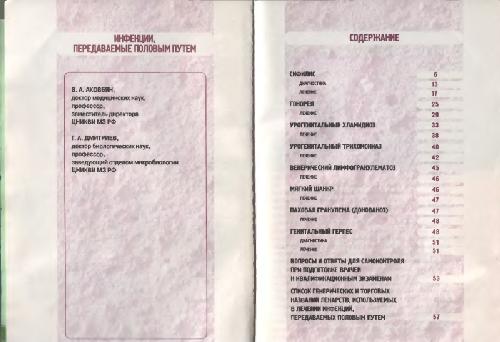 ИНФЕКЦИИ,
ПЕРЕДАВАЕМЫЕ ПОЛОВЫМ ПУТЕМ
В. А. АКОВБЯН,
доктор медицинских наук,
профессор,
заместитель директора
ЦНИКВИ МЗ РФ
Г. А. ДМИТРИЕВ,
доктор биологических наук,
профессор,
заведующий отделом микробиологии
ЦНИКВИ МЗ РФ
СОДЕРЖАНИЕ
СИФИЛИС 6
ДИАГНОСТИКА 13
ЛЕЧЕНИЕ 17
ГОНОРЕЯ 25
ЛЕЧЕНИЕ 28
УРОГЕНИТАЛЬНЫЙ ХЛАМИДИОЗ 33
ЛЕЧЕНИЕ 38
УРОГЕНИТАЛЬНЫЙ ТРИХОМОНИАЗ 40
ЛЕЧЕНИЕ 42
ВЕНЕРИЧЕСКИЙ ЛИМФОГРАНУЛЕМАТОЗ 45
ЛЕЧЕНИЕ 46
МЯГКИЙ ШАНКР 46
ЛЕЧЕНИЕ 47
ПАХОВАЯ ГРАНУЛЕМА (ДОНОВАНОЗ) 47
ЛЕЧЕНИЕ 48
ГЕНИТАЛЬНЫЙ ГЕРПЕС 48
ДИАГНОСТИКА 51
ЛЕЧЕНИЕ 51
ВОПРОСЫ И ОТВЕТЫ ДЛЯ САМОКОНТРОЛЯ
ПРИ ПОДГОТОВКЕ ВРАЧЕЙ
К КВАЛИФИКАЦИОННЫМ ЭКЗАМЕНАМ 53
СПИСОК ГЕНЕРИЧЕСКИХ И ТОРГОВЫХ
НАЗВАНИЙ ЛЕКАРСТВ, ИСПОЛЬЗУЕМЫХ
В ЛЕЧЕНИИ ИНФЕКЦИЙ,
ПЕРЕДАВАЕМЫХ ПОЛОВЫМ ПУТЕМ 57